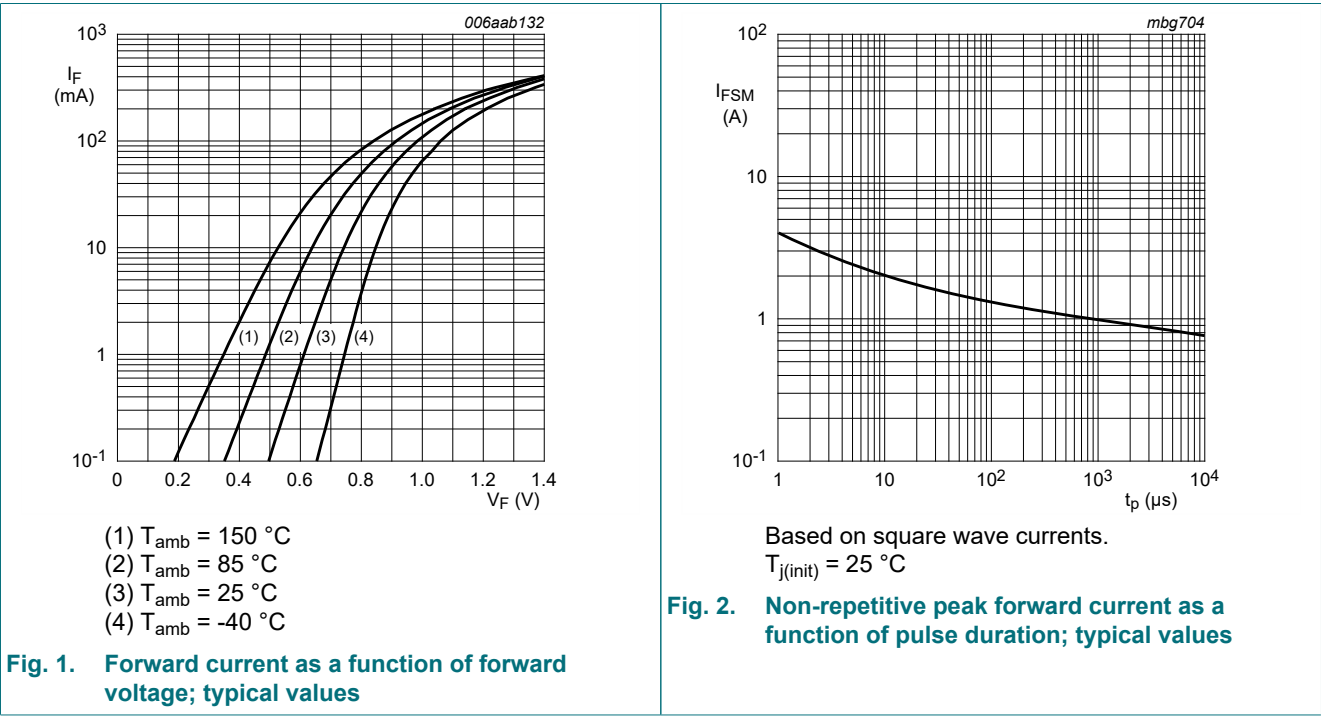 006aab132
10³
I_F
(mA)
10²
10
1
10⁻¹
(1) (2) (3) (4)
0 0.2 0.4 0.6 0.8 1.0 1.2 1.4
V_F (V)
(1) T_amb = 150 °C
(2) T_amb = 85 °C
(3) T_amb = 25 °C
(4) T_amb = -40 °C
Fig. 1. Forward current as a function of forward
voltage; typical values
mbg704
10²
I_FSM
(A)
10
1
10⁻¹
1 10 10² 10³ 10⁴
t_p (µs)
Based on square wave currents.
T_j(init) = 25 °C
Fig. 2. Non-repetitive peak forward current as a
function of pulse duration; typical values